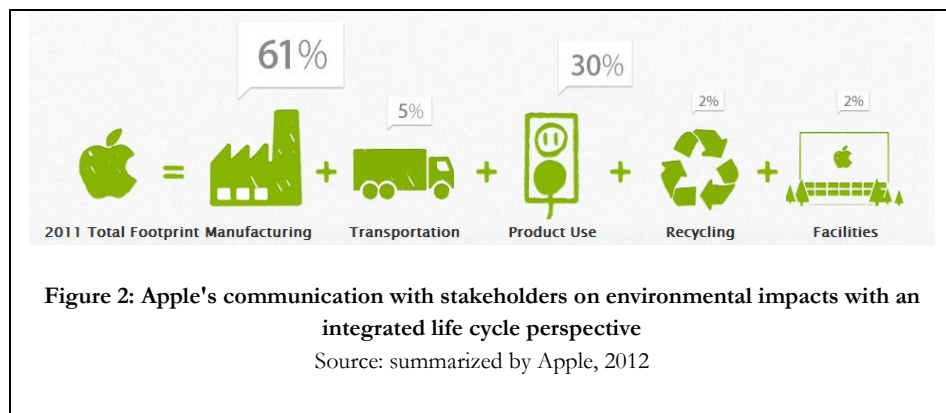 61%
5%
30%
2%
2%
= + + + +
2011 Total Footprint Manufacturing Transportation Product Use Recycling Facilities
Figure 2: Apple's communication with stakeholders on environmental impacts with an
integrated life cycle perspective
Source: summarized by Apple, 2012